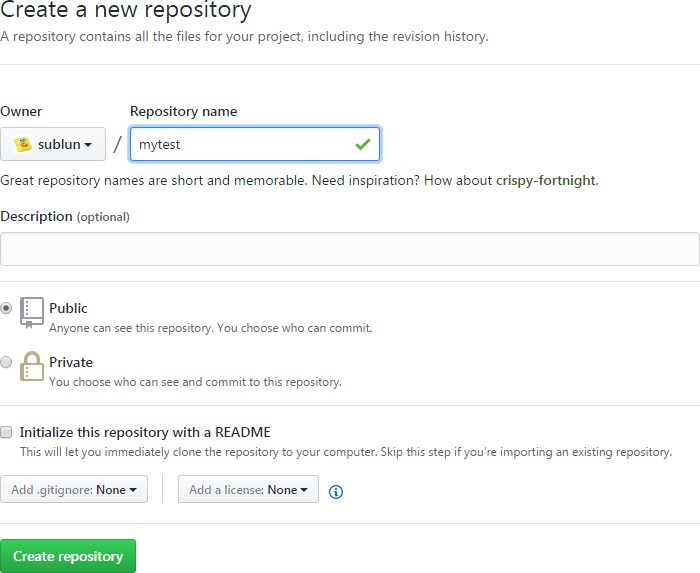 Create a new repository
A repository contains all the files for your project, including the revision history.
Owner
Repository name
sublun
/
mytest
Great repository names are short and memorable. Need inspiration? How about crispy-fortnight.
Description (optional)
Public
Anyone can see this repository. You choose who can commit.
Private
You choose who can see and commit to this repository.
Initialize this repository with a README
This will let you immediately clone the repository to your computer. Skip this step if you’re importing an existing repository.
Add .gitignore: None
Add a license: None
Create repository